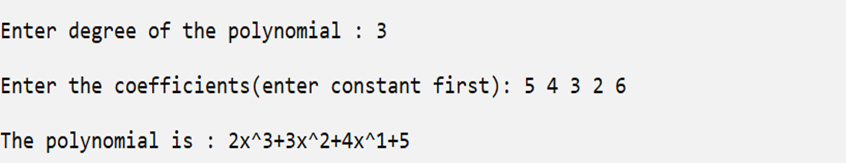 Enter degree of the polynomial : 3
Enter the coefficients(enter constant first): 5 4 3 2 6
The polynomial is : 2x^3+3x^2+4x^1+5